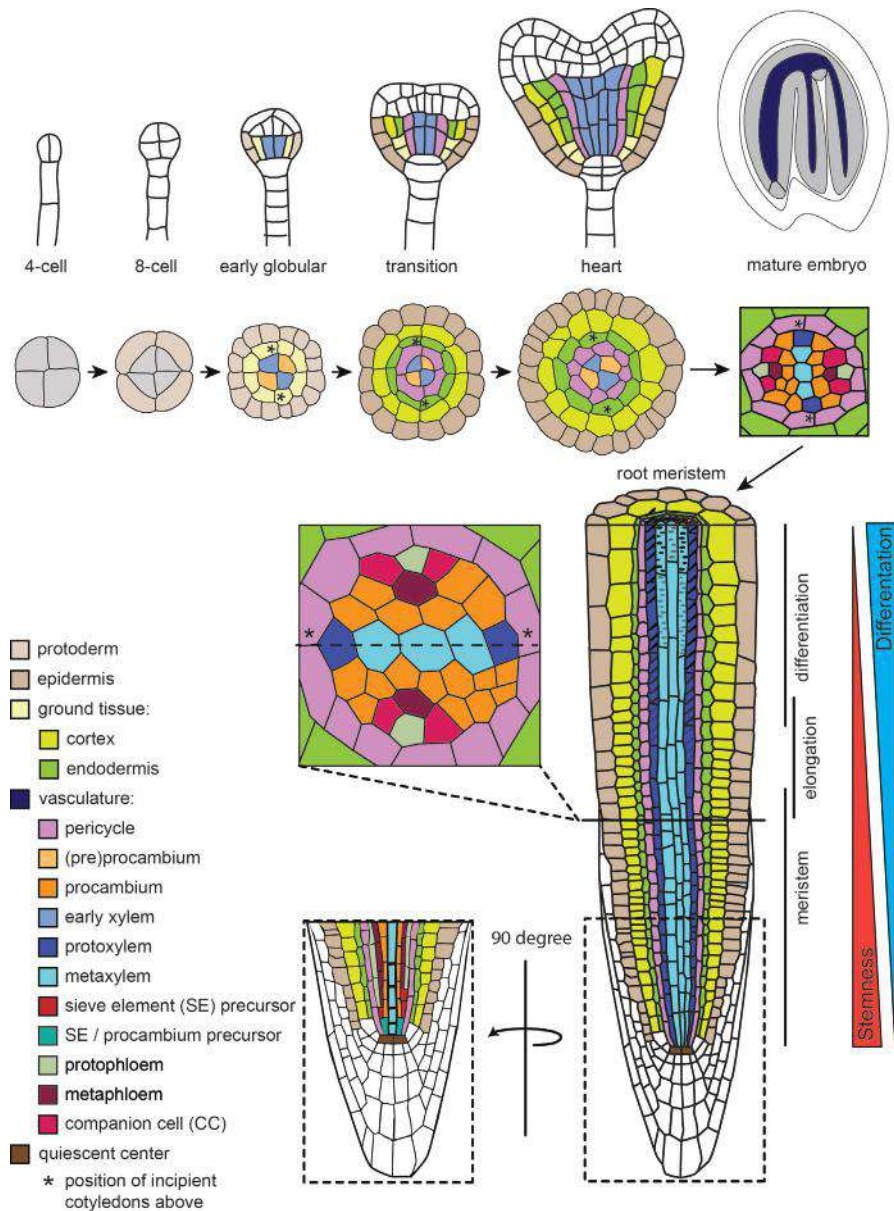 4-cell
8-cell
early globular
transition
heart
mature embryo
*
*
*
*
*
*
*
*
root meristem
*
*
differentiation
elongation
meristem
Differentation
Stemness
90 degree
protoderm
epidermis
ground tissue:
cortex
endodermis
vasculature:
pericycle
(pre)procambium
procambium
early xylem
protoxylem
metaxylem
sieve element (SE) precursor
SE / procambium precursor
protophloem
metaphloem
companion cell (CC)
quiescent center
* position of incipient
cotyledons above